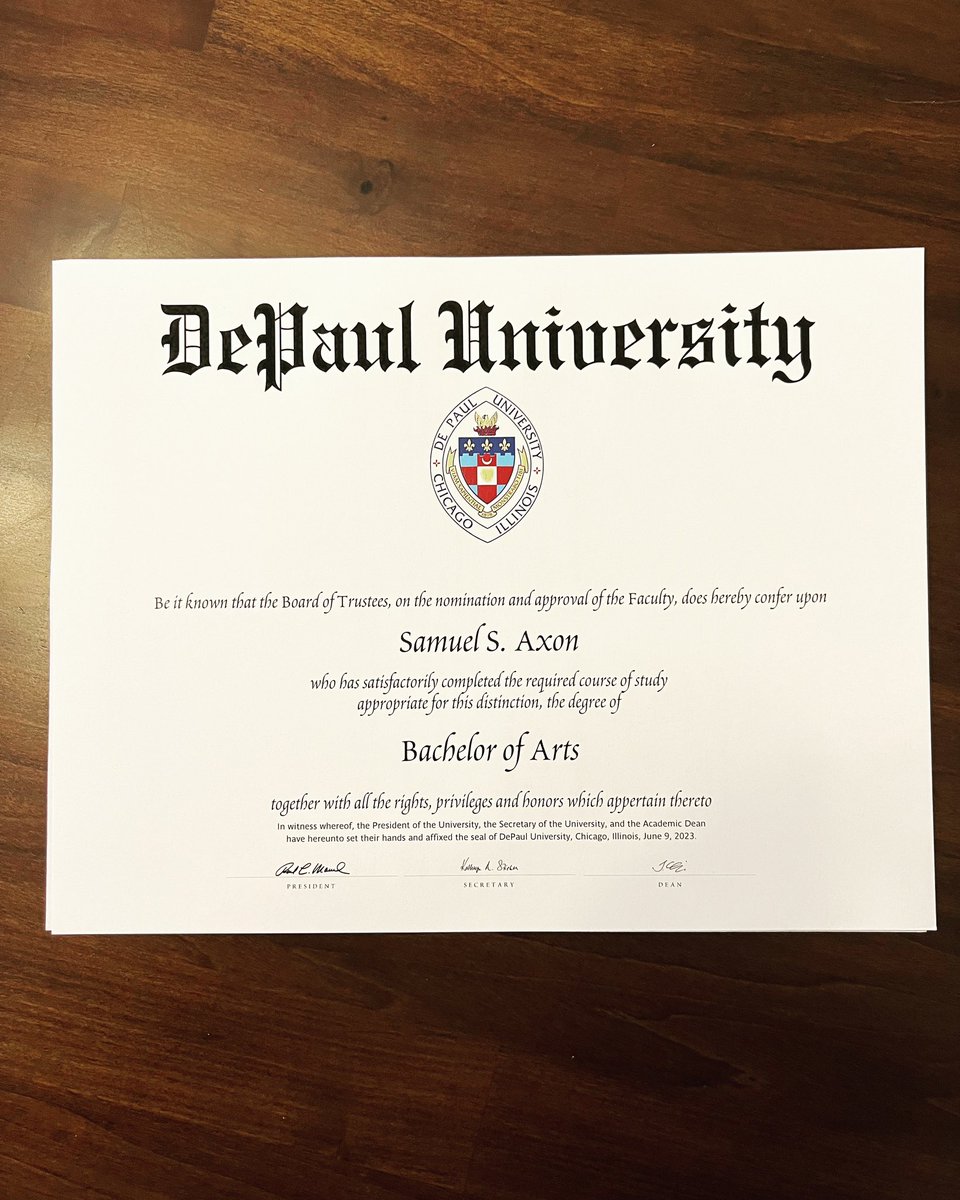 DePaul University
DE PAUL UNIVERSITY
CHICAGO ILLINOIS
Be it known that the Board of Trustees, on the nomination and approval of the Faculty, does hereby confer upon
Samuel S. Axon
who has satisfactorily completed the required course of study
appropriate for this distinction, the degree of
Bachelor of Arts
together with all the rights, privileges and honors which appertain thereto
In witness whereof, the President of the University, the Secretary of the University, and the Academic Dean
have hereunto set their hands and affixed the seal of DePaul University, Chicago, Illinois, June 9, 2023.
PRESIDENT SECRETARY DEAN